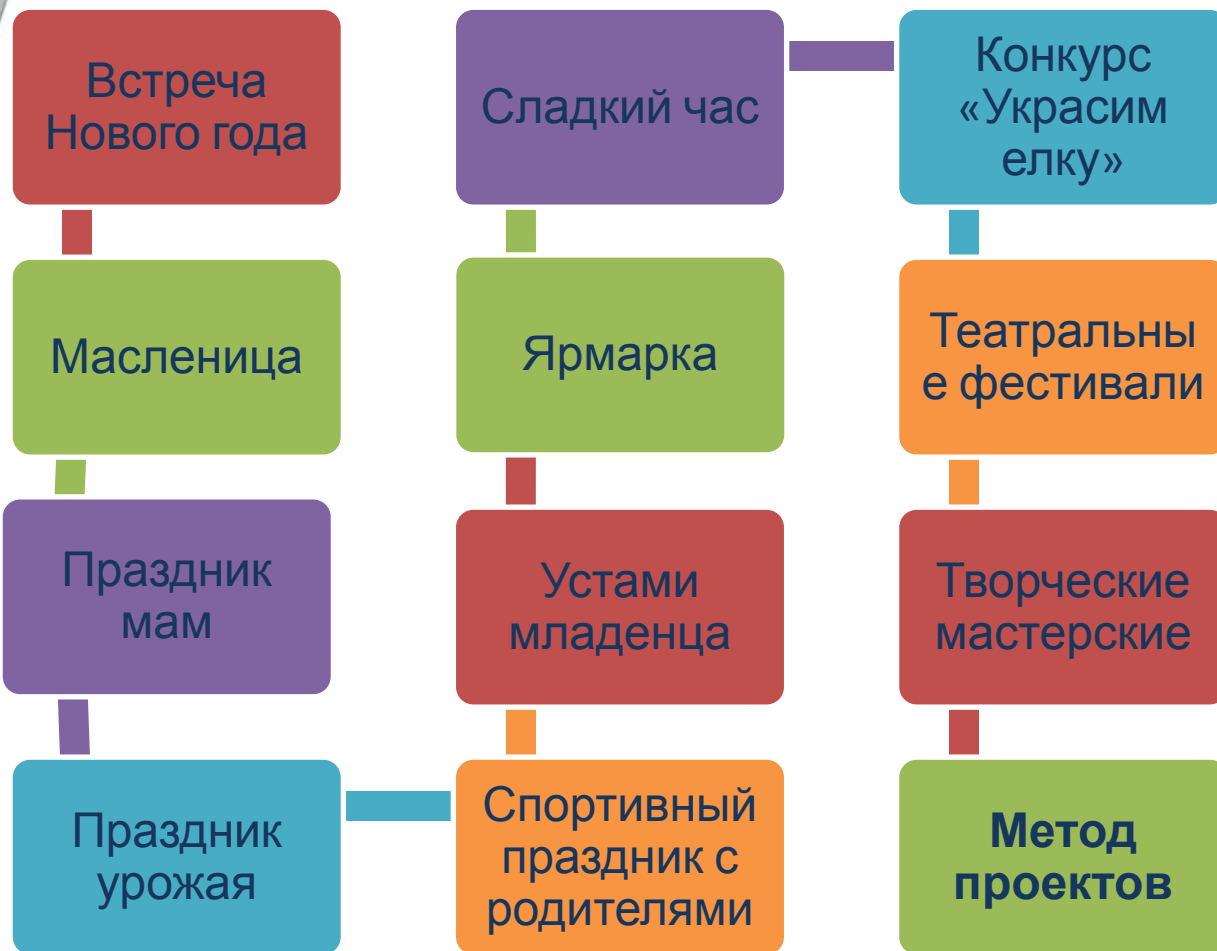 Встреча
Нового года
Масленица
Праздник
мам
Праздник
урожая
Спортивный
праздник с
родителями
Устами
младенца
Ярмарка
Сладкий час
Конкурс
«Украсим
елку»
Театральны
е фестивали
Творческие
мастерские
Метод
проектов